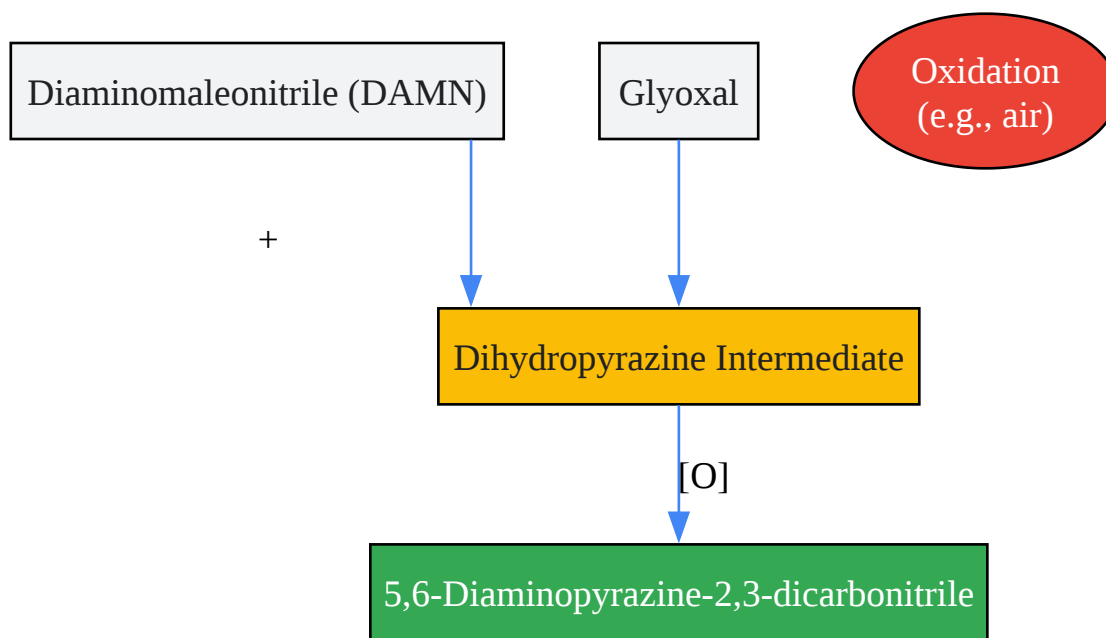 Diaminomaleonitrile (DAMN)
Glyoxal
Oxidation
(e.g., air)
+
Dihydropyrazine Intermediate
[O]
5,6-Diaminopyrazine-2,3-dicarbonitrile